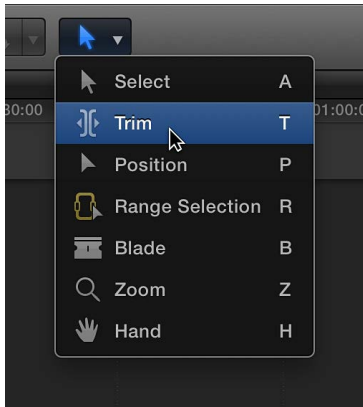 Select A
30:00 Trim T 01:00:0
Position P
Range Selection R
Blade B
Zoom Z
Hand H